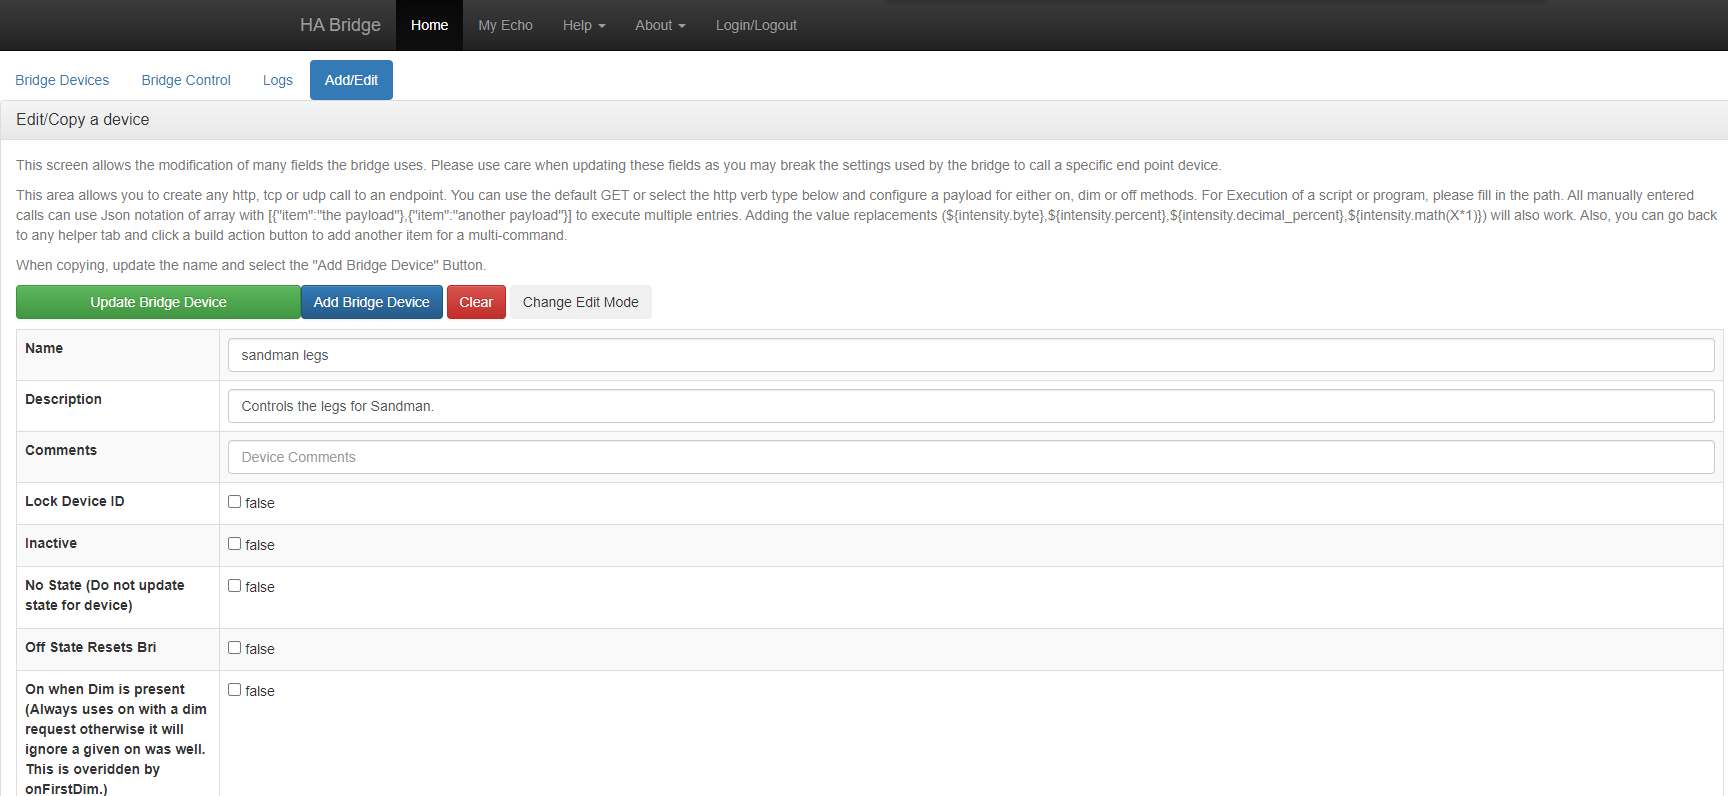 HA Bridge Home My Echo Help About Login/Logout
Bridge Devices Bridge Control Logs Add/Edit
Edit/Copy a device
This screen allows the modification of many fields the bridge uses. Please use care when updating these fields as you may break the settings used by the bridge to call a specific end point device.
This area allows you to create any http, tcp or udp call to an endpoint. You can use the default GET or select the http verb type below and configure a payload for either on, dim or off methods. For Execution of a script or program, please fill in the path. All manually entered
calls can use Json notation of array with [{"item":"the payload"},{"item":"another payload"}] to execute multiple entries. Adding the value replacements (${intensity.byte},${intensity.percent},${intensity.decimal_percent},${intensity.math(X*1)}) will also work. Also, you can go back
to any helper tab and click a build action button to add another item for a multi-command.
When copying, update the name and select the "Add Bridge Device" Button.
Update Bridge Device Add Bridge Device Clear Change Edit Mode
Name sandman legs
Description Controls the legs for Sandman.
Comments Device Comments
Lock Device ID false
Inactive false
No State (Do not update false
state for device)
Off State Resets Bri false
On when Dim is present false
(Always uses on with a dim
request otherwise it will
ignore a given on was well.
This is overidden by
onFirstDim.)